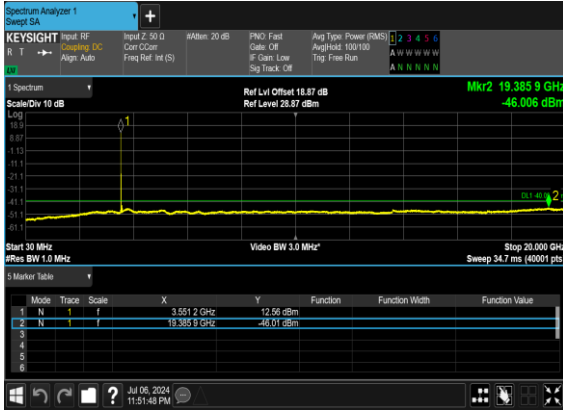 Spectrum Analyzer 1
Swept SA
+
KEYSIGHT Input: RF Input Z: 50 Ω #Atten: 20 dB PNO: Fast Avg Type: Power (RMS) 1 2 3 4 5 6
R T Coupling: DC Corr CCorr Gate: Off Avg|Hold: 100/100 A W W W W W
Align: Auto Freq Ref: Int (S) IF Gain: Low Trig: Free Run
Sig Track: Off A N N N N N
1 Spectrum Ref Lvl Offset 18.87 dB Mkr2 19.385 9 GHz
Scale/Div 10 dB Ref Level 28.87 dBm -46.006 dBm
Log
18.9
8.87
-1.13
-11.1
-21.1
-31.1
-41.1
-51.1
-61.1
1
2
Start 30 MHz Video BW 3.0 MHz* Stop 20.000 GHz
#Res BW 1.0 MHz Sweep 34.7 ms (40001 pts
5 Marker Table
Mode Trace Scale X Y Function Function Width Function Value
1 N 1 f 3.551 2 GHz 12.56 dBm
2 N 1 f 19.385 9 GHz -46.01 dBm
3
4
5
6
? Jul 06, 2024
11:51:48 PM